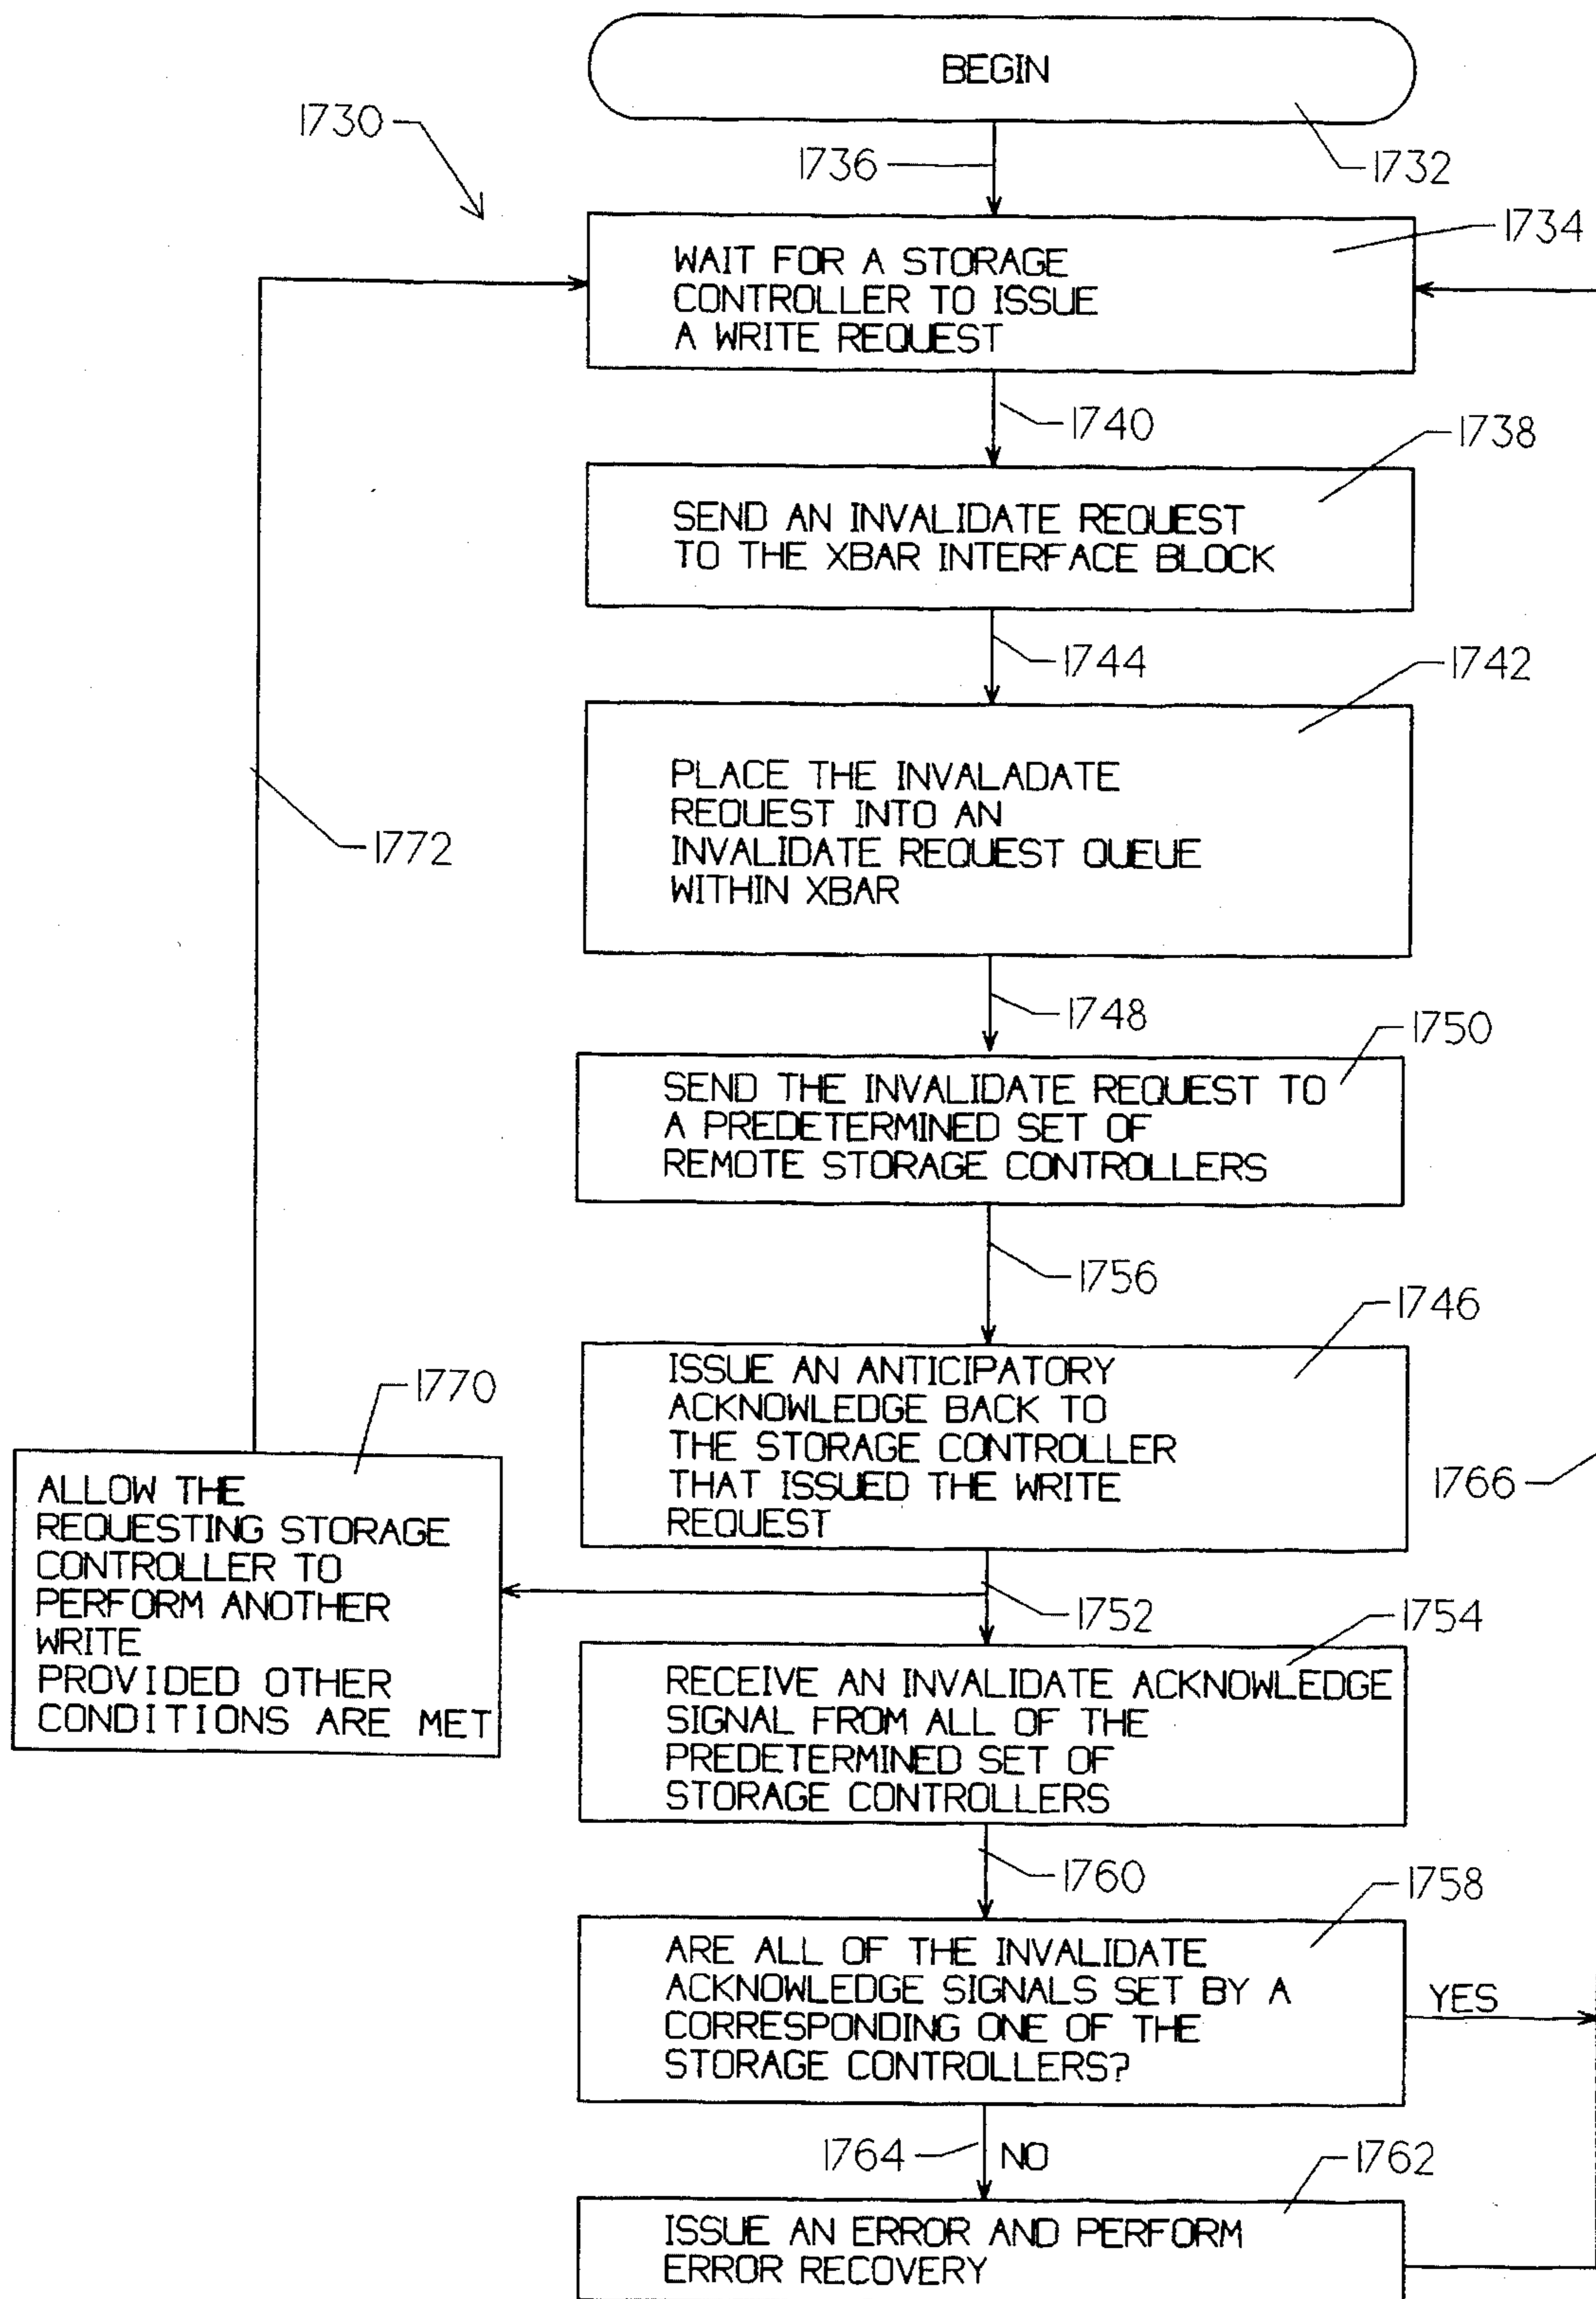 BEGIN
1730
1736
1732
1734
WAIT FOR A STORAGE
CONTROLLER TO ISSUE
A WRITE REQUEST
1740
1738
SEND AN INVALIDATE REQUEST
TO THE XBAR INTERFACE BLOCK
1744
1742
PLACE THE INVALADATE
REQUEST INTO AN
INVALIDATE REQUEST QUEUE
WITHIN XBAR
1772
1748
1750
SEND THE INVALIDATE REQUEST TO
A PREDETERMINED SET OF
REMOTE STORAGE CONTROLLERS
1756
1746
ISSUE AN ANTICIPATORY
ACKNOWLEDGE BACK TO
THE STORAGE CONTROLLER
THAT ISSUED THE WRITE
REQUEST
1766
1770
ALLOW THE
REQUESTING STORAGE
CONTROLLER TO
PERFORM ANOTHER
WRITE
PROVIDED OTHER
CONDITIONS ARE MET
1752
1754
RECEIVE AN INVALIDATE ACKNOWLEDGE
SIGNAL FROM ALL OF THE
PREDETERMINED SET OF
STORAGE CONTROLLERS
1760
1758
ARE ALL OF THE INVALIDATE
ACKNOWLEDGE SIGNALS SET BY A
CORRESPONDING ONE OF THE
STORAGE CONTROLLERS?
YES
1764
NO
1762
ISSUE AN ERROR AND PERFORM
ERROR RECOVERY